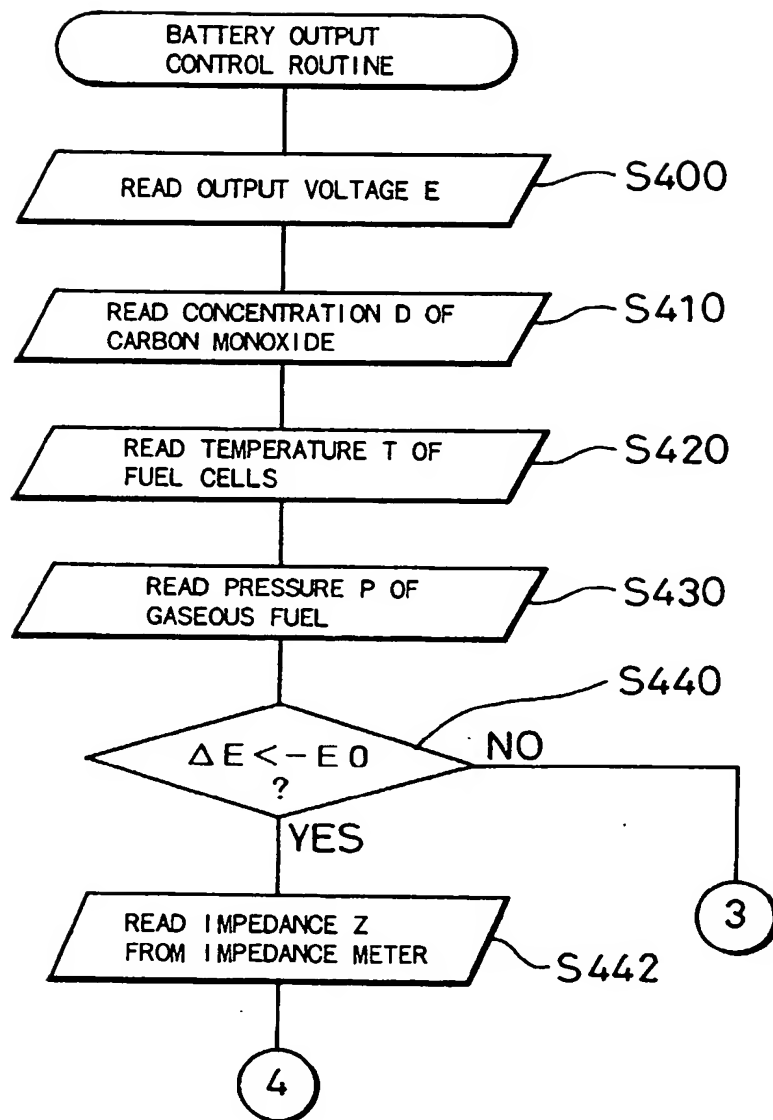 BATTERY OUTPUT
CONTROL ROUTINE
READ OUTPUT VOLTAGE E
S400
READ CONCENTRATION D OF
CARBON MONOXIDE
S410
READ TEMPERATURE T OF
FUEL CELLS
S420
READ PRESSURE P OF
GASEOUS FUEL
S430
S440
ΔE<-E0
?
NO
YES
3
READ IMPEDANCE Z
FROM IMPEDANCE METER
S442
4